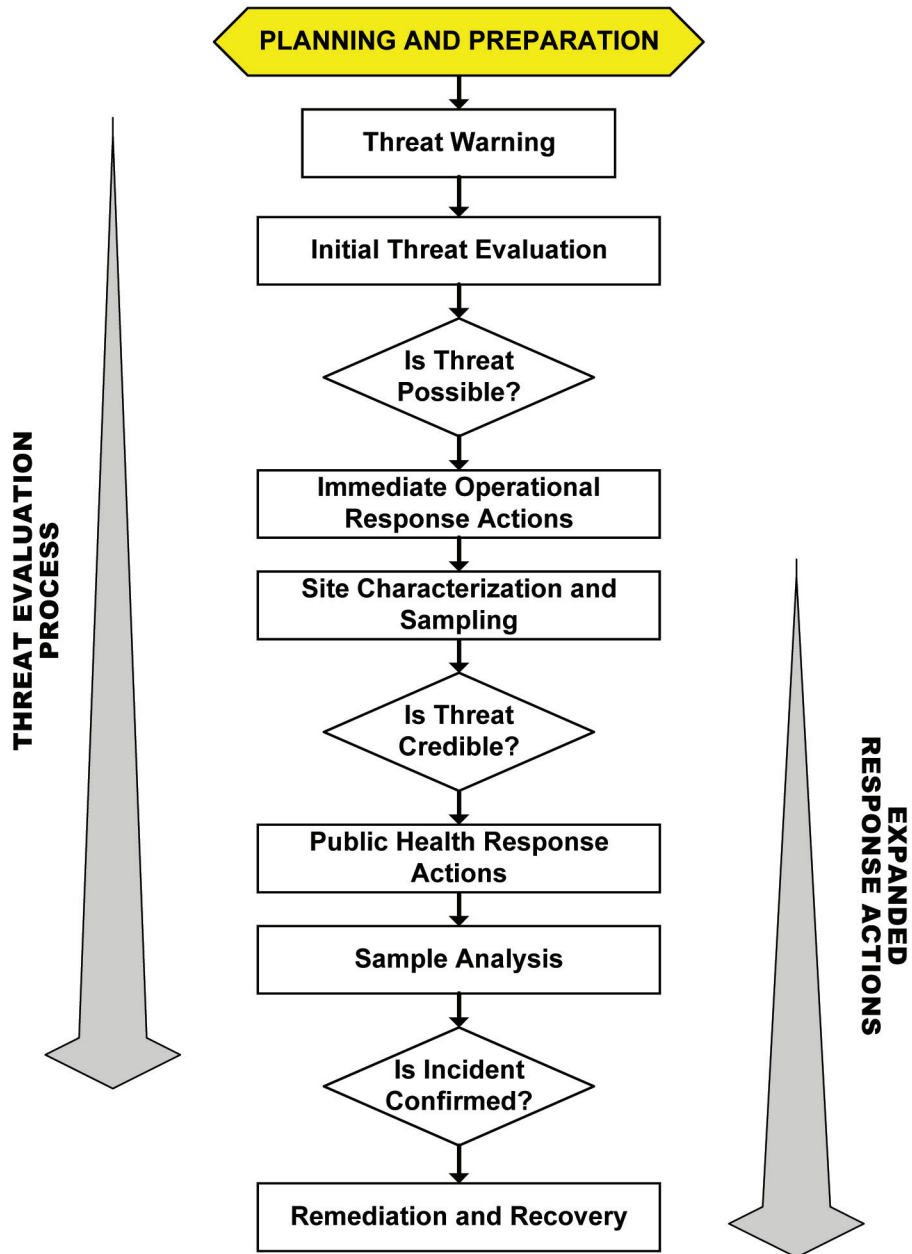 PLANNING AND PREPARATION
Threat Warning
Initial Threat Evaluation
Is Threat
Possible?
Immediate Operational
Response Actions
Site Characterization and
Sampling
Is Threat
Credible?
Public Health Response
Actions
Sample Analysis
Is Incident
Confirmed?
Remediation and Recovery
THREAT EVALUATION
PROCESS
EXPANDED
RESPONSE ACTIONS